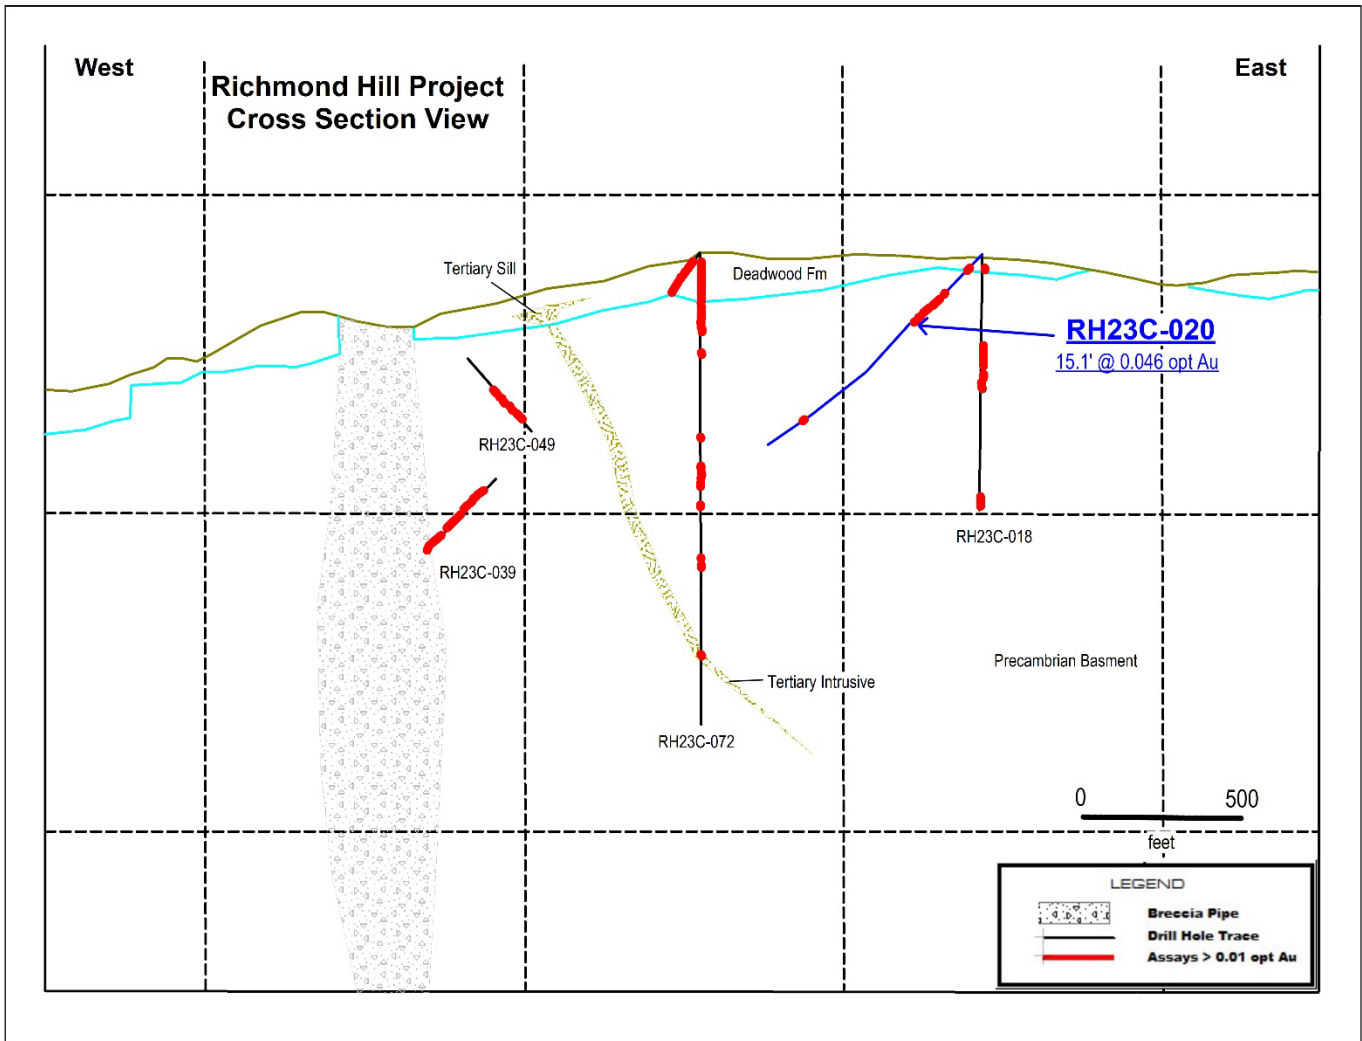 West
East
Richmond Hill Project
Cross Section View
Tertiary Sill
Deadwood Fm
RH23C-020
15.1' @ 0.046 opt Au
RH23C-049
RH23C-018
RH23C-039
Precambrian Basment
Tertiary Intrusive
RH23C-072
0 500
feet
LEGEND
Breccia Pipe
Drill Hole Trace
Assays > 0.01 opt Au